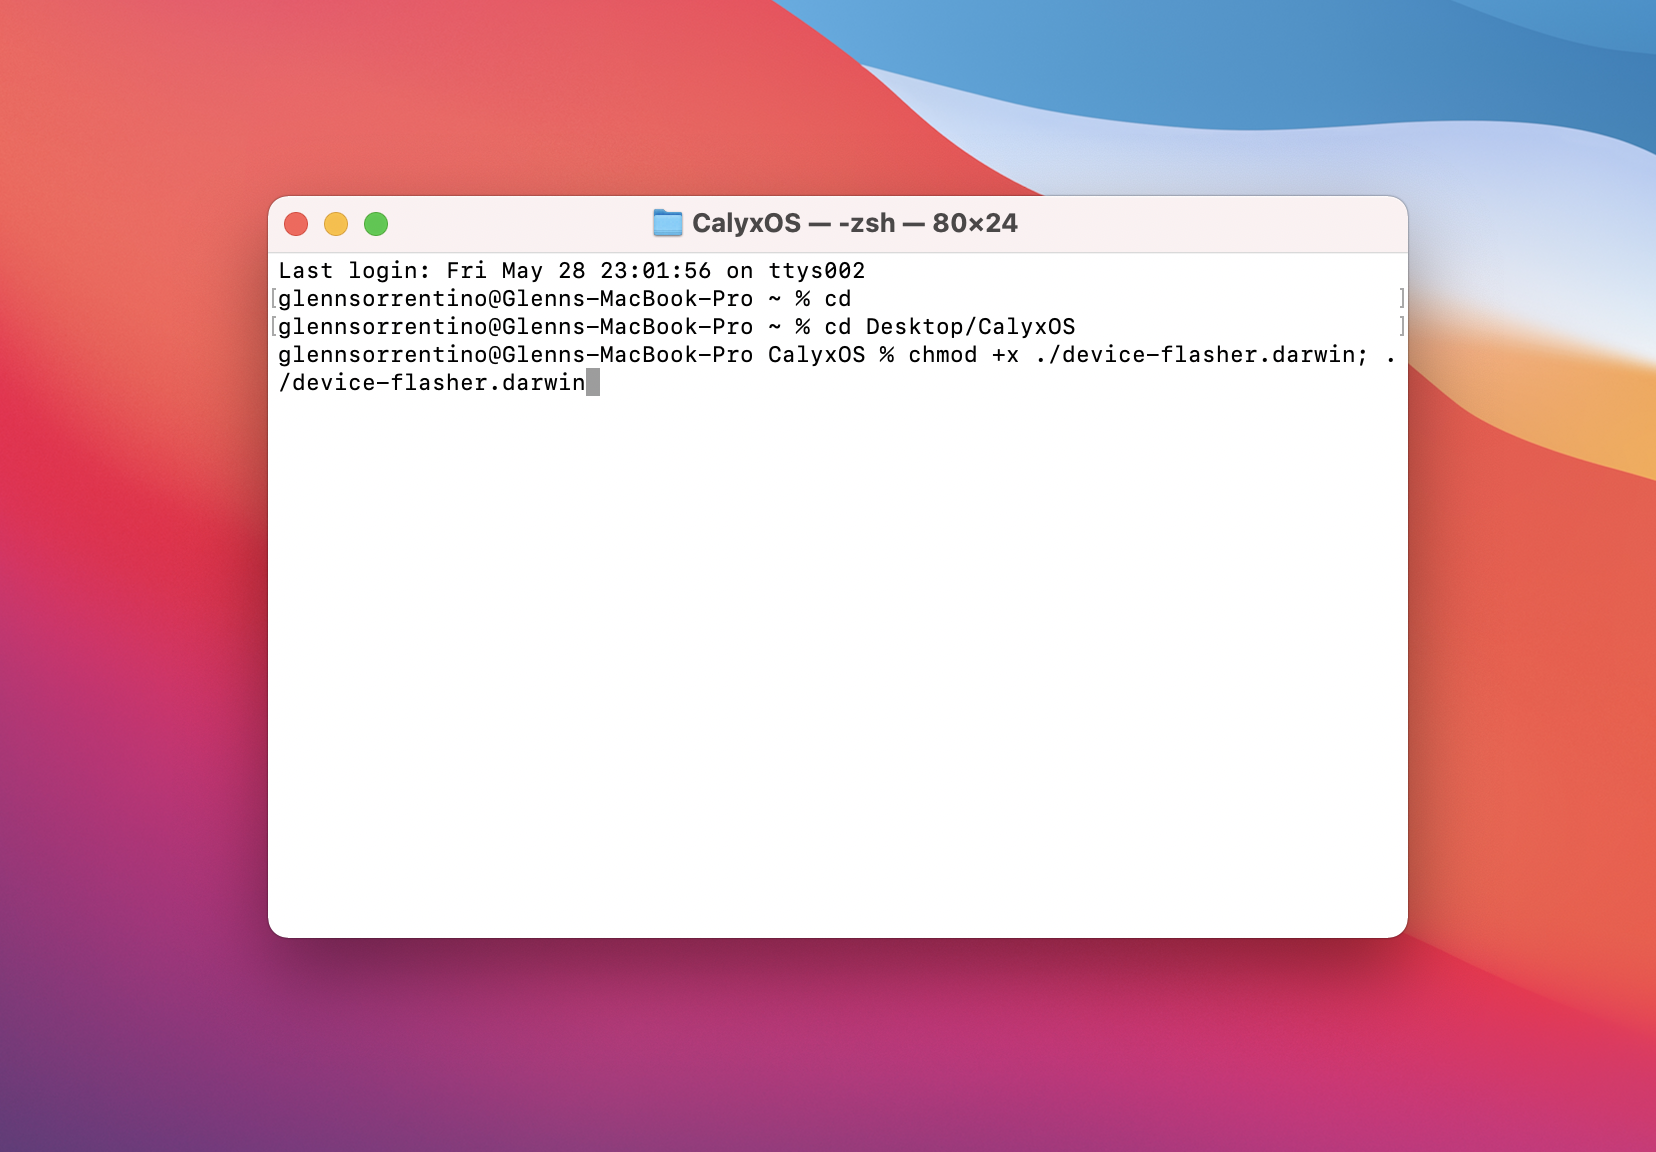 CalyxOS — -zsh — 80×24
Last login: Fri May 28 23:01:56 on ttys002
[glennsorrentino@Glenns-MacBook-Pro ~ % cd ]
[glennsorrentino@Glenns-MacBook-Pro ~ % cd Desktop/CalyxOS ]
glennsorrentino@Glenns-MacBook-Pro CalyxOS % chmod +x ./device-flasher.darwin; .
/device-flasher.darwin